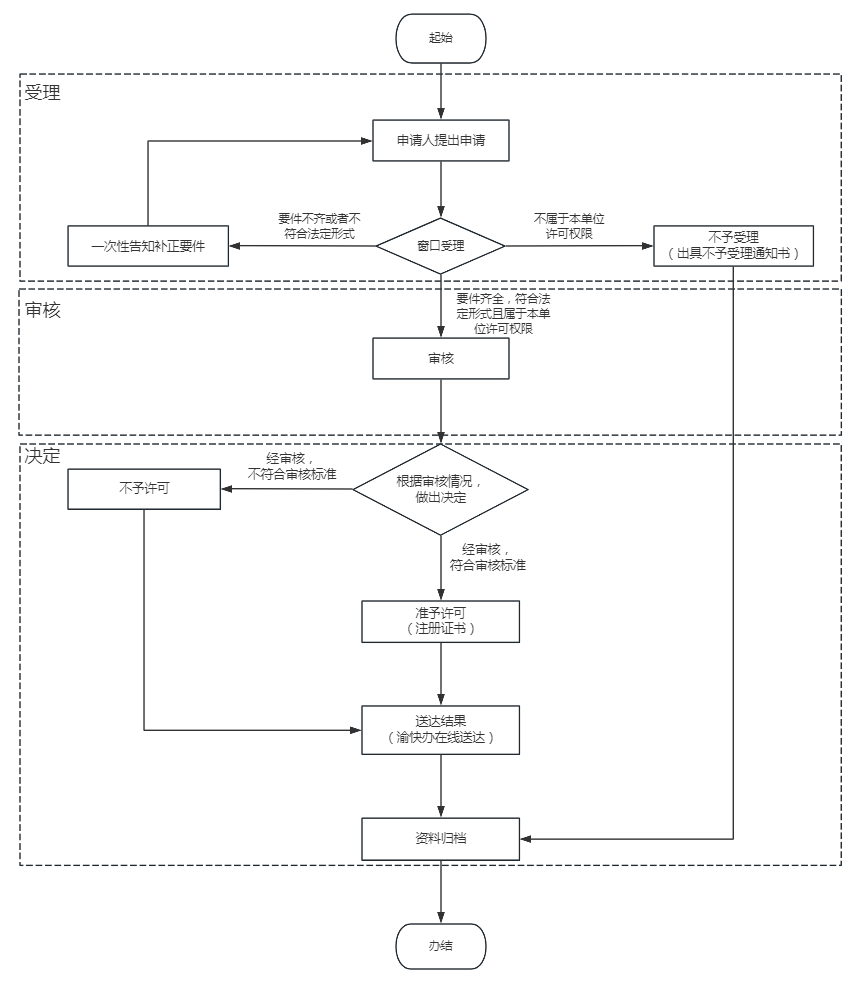 起始
受理
申请人提出申请
要件不齐或者不
符合法定形式
不属于本单位
许可权限
一次性告知补正要件
窗口受理
不予受理
（出具不予受理通知书）
审核
要件齐全，符合法
定形式且属于本单
位许可权限
审核
决定
经审核，
不符合审核标准
不予许可
根据审核情况，
做出决定
经审核，
符合审核标准
准予许可
（注册证书）
送达结果
（渝快办在线送达）
资料归档
办结